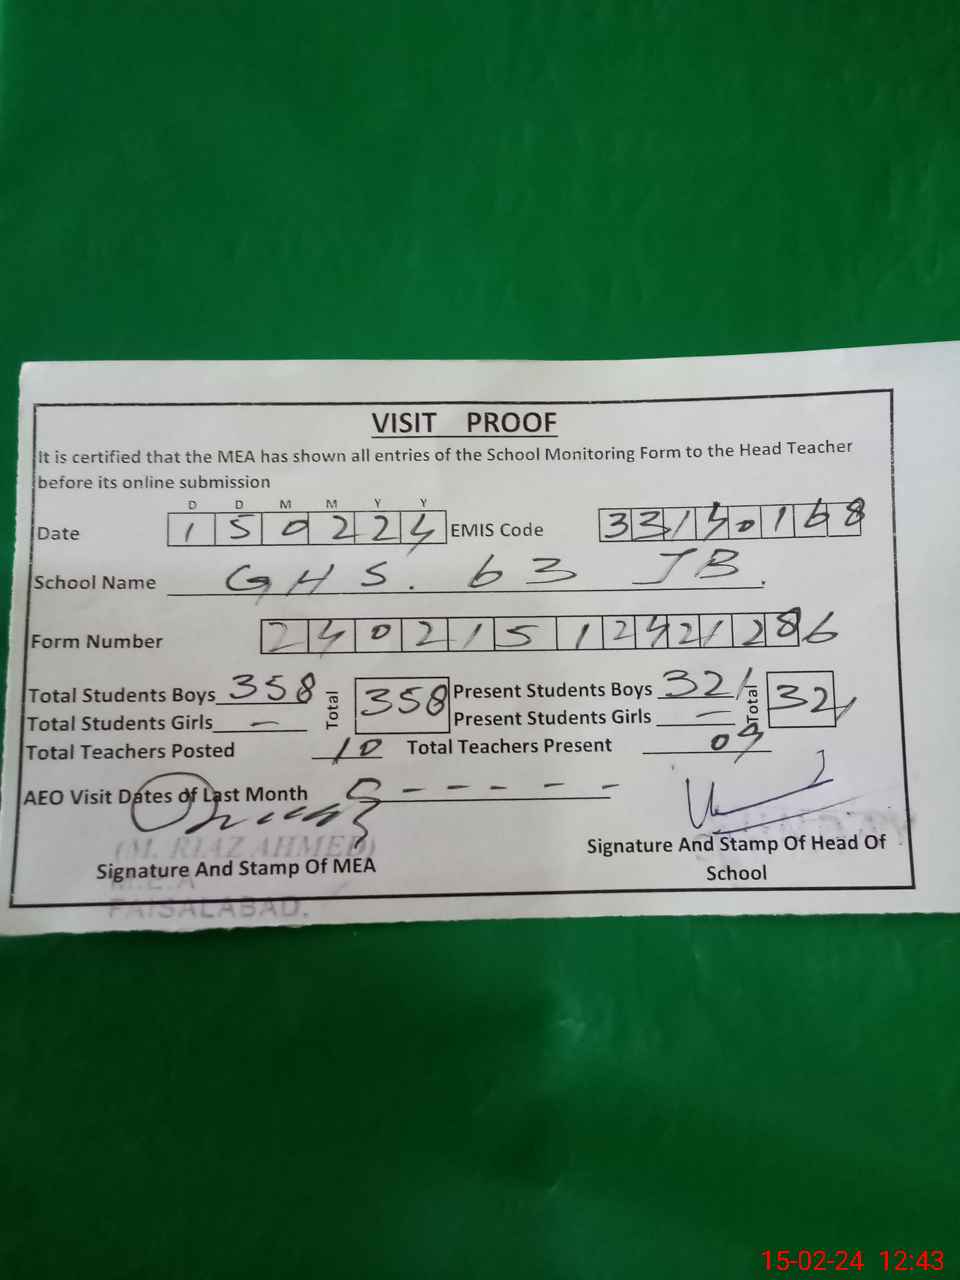 VISIT PROOF
It is certified that the MEA has shown all entries of the School Monitoring Form to the Head Teacher
before its online submission
D D M M Y Y
Date 1 5 0 2 2 4 EMIS Code 3 3 1 4 0 1 6 8
School Name GHS. 63 JB.
Form Number 2 4 0 2 1 5 1 2 4 2 1 2 8 6
Total Students Boys 358 Total 358 Present Students Boys 321 Total 321
Total Students Girls — Present Students Girls —
Total Teachers Posted 10 Total Teachers Present 09
AEO Visit Dates of Last Month
(M. RIAZ AHMED)
Signature And Stamp Of MEA
Signature And Stamp Of Head Of
School
M.E.A
FAISALABAD.
15-02-24 12:43